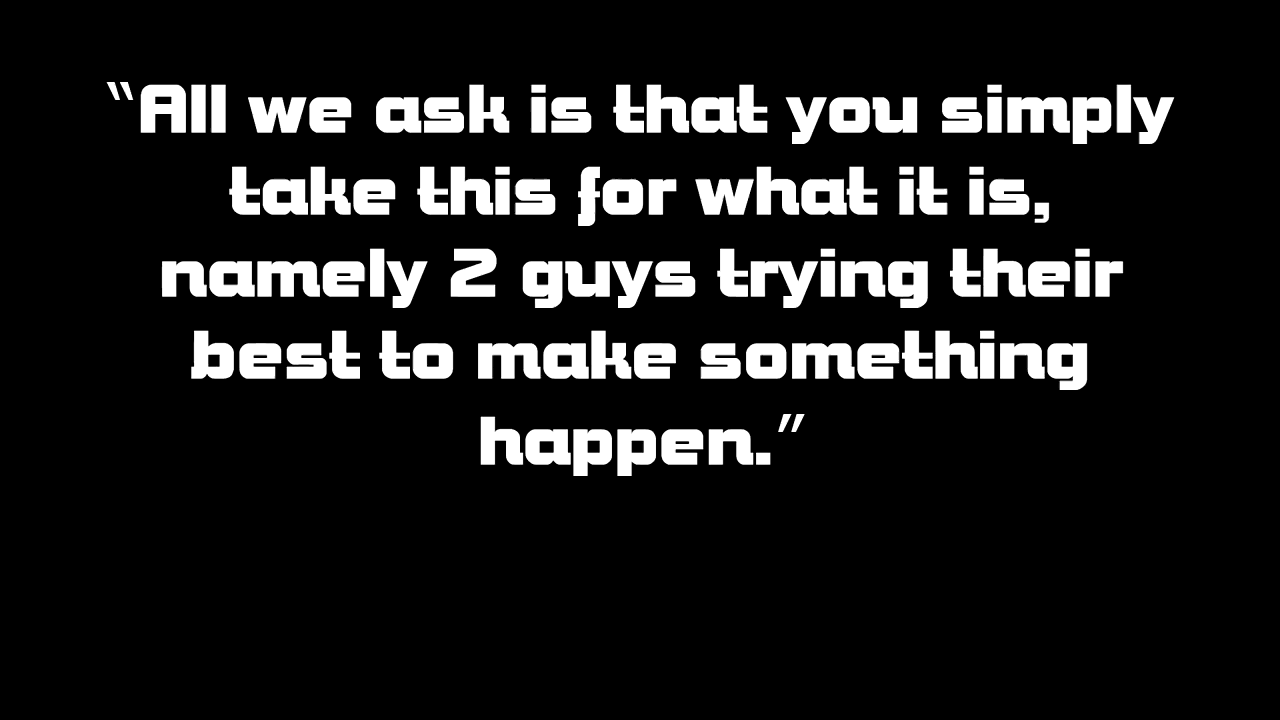 “All we ask is that you simply
take this for what it is,
namely 2 guys trying their
best to make something
happen.”